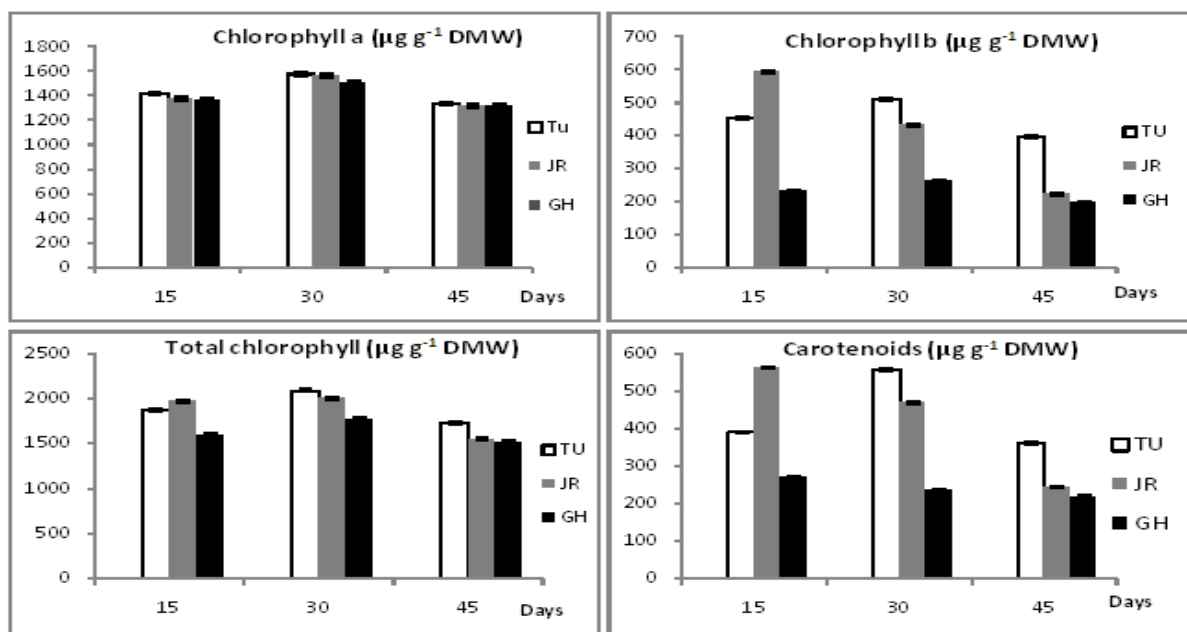 Chlorophyll a (µg g⁻¹ DMW)
1800
1600
1400
1200
1000
800
600
400
200
0
15 30 45 Days
Tu
JR
GH
Chlorophyll b (µg g⁻¹ DMW)
700
600
500
400
300
200
100
0
15 30 45 Days
TU
JR
GH
Total chlorophyll (µg g⁻¹ DMW)
2500
2000
1500
1000
500
0
15 30 45 Days
TU
JR
GH
Carotenoids (µg g⁻¹ DMW)
600
500
400
300
200
100
0
15 30 45 Days
TU
JR
GH